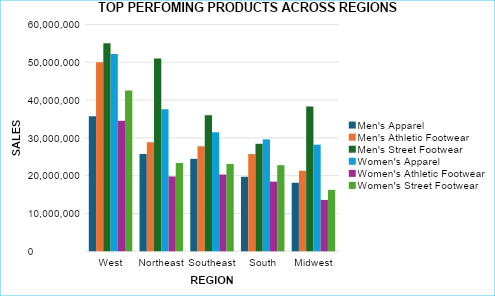 TOP PERFOMING PRODUCTS ACROSS REGIONS
60,000,000
50,000,000
40,000,000
30,000,000
20,000,000
10,000,000
0
SALES
West Northeast Southeast South Midwest
REGION
Men's Apparel
Men's Athletic Footwear
Men's Street Footwear
Women's Apparel
Women's Athletic Footwear
Women's Street Footwear